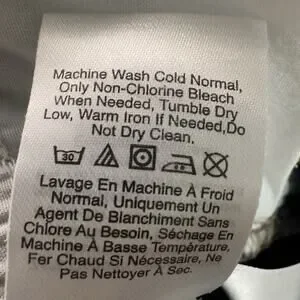 Machine Wash Cold Normal,
Only Non-Chlorine Bleach
When Needed, Tumble Dry
Low, Warm Iron If Needed,Do
Not Dry Clean.
30
Lavage En Machine À Froid
Normal, Uniquement Un
Agent De Blanchiment Sans
Chlore Au Besoin, Séchage En
Machine À Basse Température,
Fer Chaud Si Nécessaire, Ne
Pas Nettoyer À Sec.